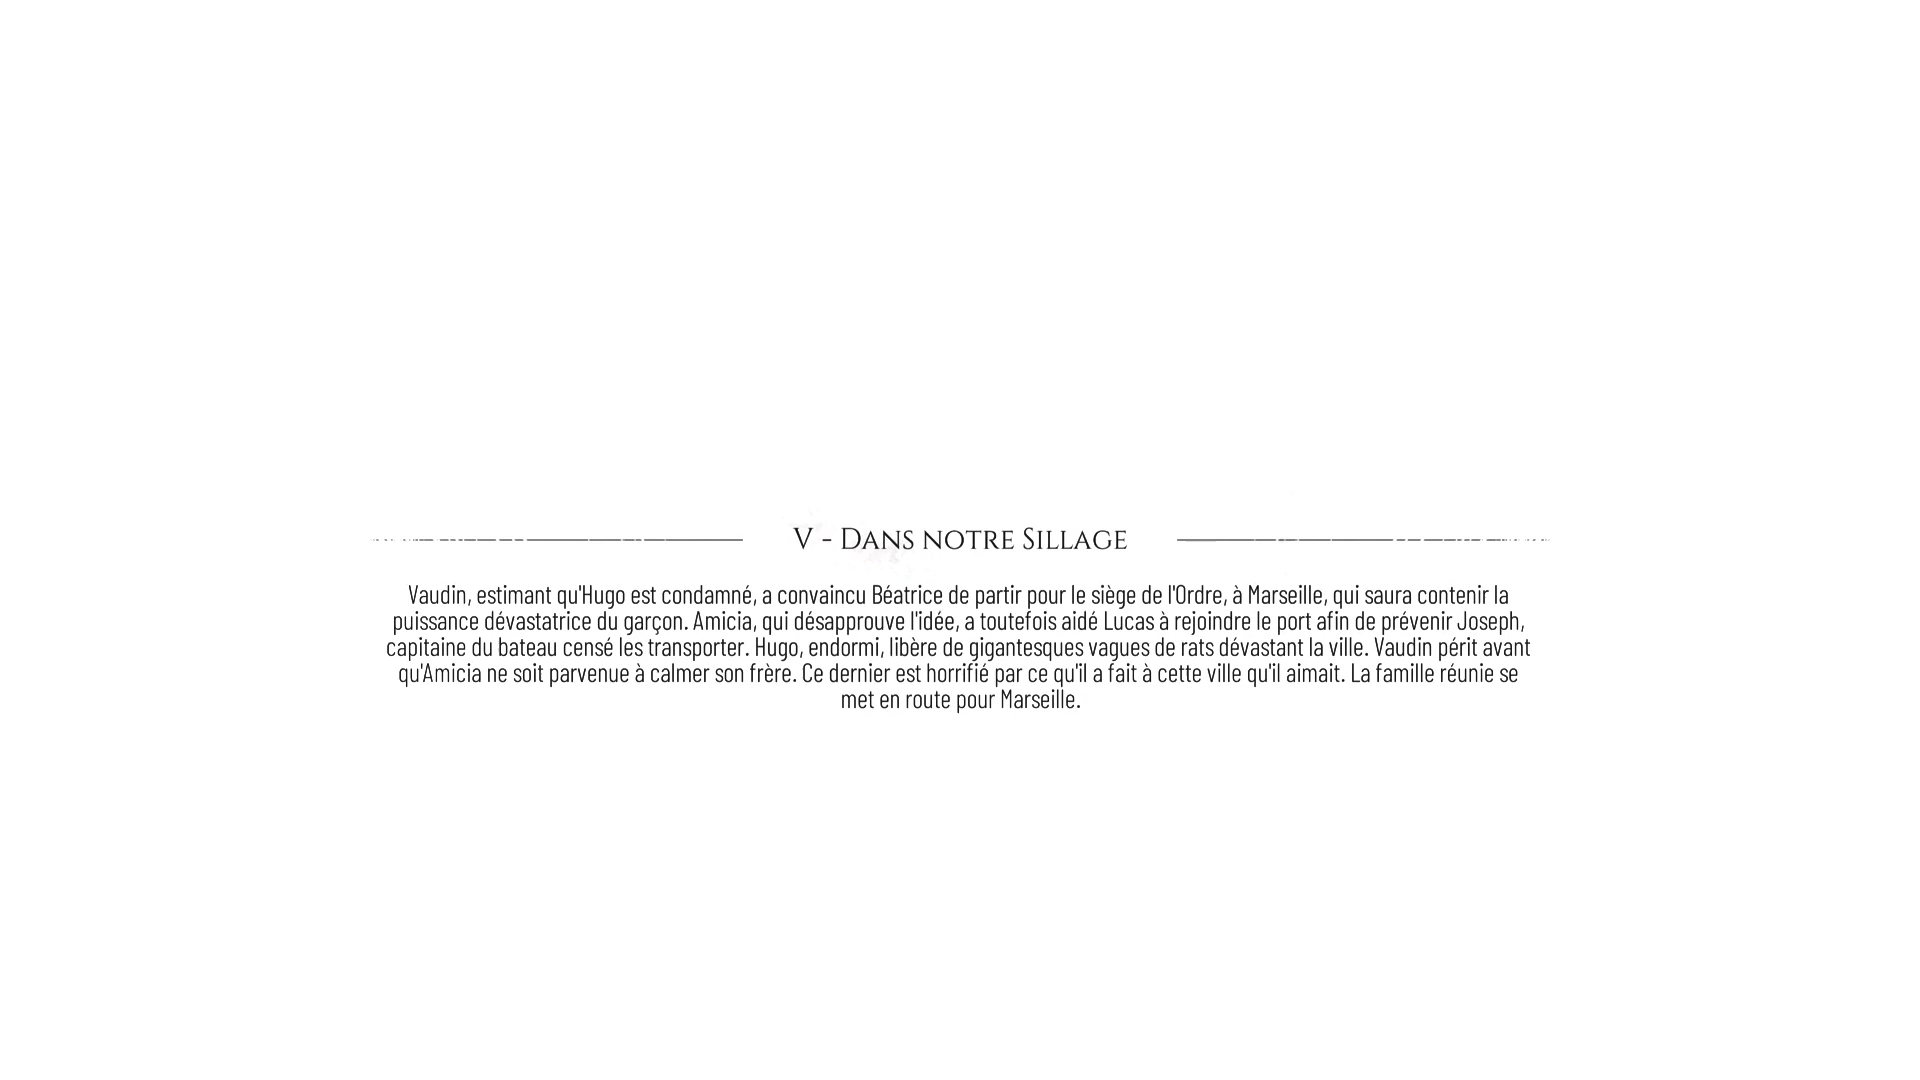 V - Dans notre Sillage
Vaudin, estimant qu'Hugo est condamné, a convaincu Béatrice de partir pour le siège de l'Ordre, à Marseille, qui saura contenir la
puissance dévastatrice du garçon. Amicia, qui désapprouve l'idée, a toutefois aidé Lucas à rejoindre le port afin de prévenir Joseph,
capitaine du bateau censé les transporter. Hugo, endormi, libère de gigantesques vagues de rats dévastant la ville. Vaudin périt avant
qu'Amicia ne soit parvenue à calmer son frère. Ce dernier est horrifié par ce qu'il a fait à cette ville qu'il aimait. La famille réunie se
met en route pour Marseille.